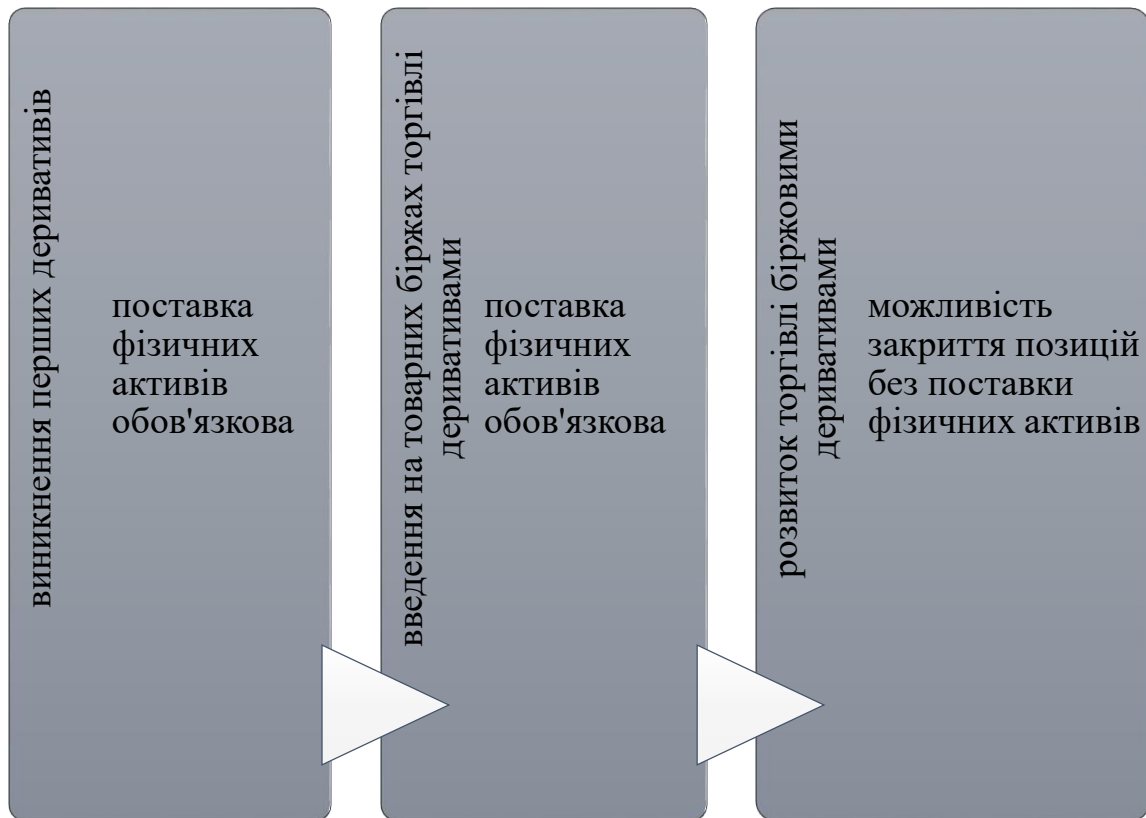 виникнення перших деривативів
поставка
фізичних
активів
обов'язкова
введення на товарних біржах торгівлі
деривативами
поставка
фізичних
активів
обов'язкова
розвиток торгівлі біржовими
деривативами
можливість
закриття позицій
без поставки
фізичних активів